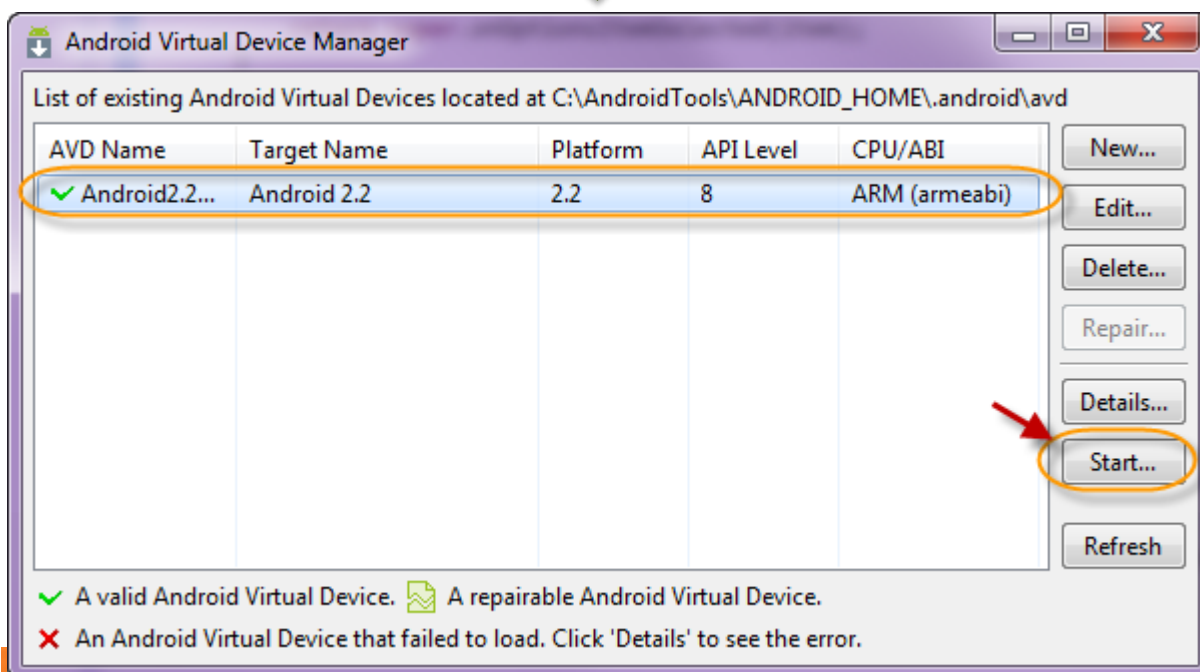 Android Virtual Device Manager
List of existing Android Virtual Devices located at C:\AndroidTools\ANDROID_HOME\.android\avd
AVD Name Target Name Platform API Level CPU/ABI
Android2.2... Android 2.2 2.2 8 ARM (armeabi)
New...
Edit...
Delete...
Repair...
Details...
Start...
Refresh
A valid Android Virtual Device. A repairable Android Virtual Device.
An Android Virtual Device that failed to load. Click 'Details' to see the error.